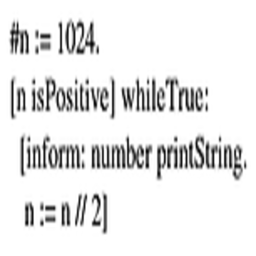 #n := 1024.
[n isPositive] whileTrue:
[inform: number printString.
n := n // 2]